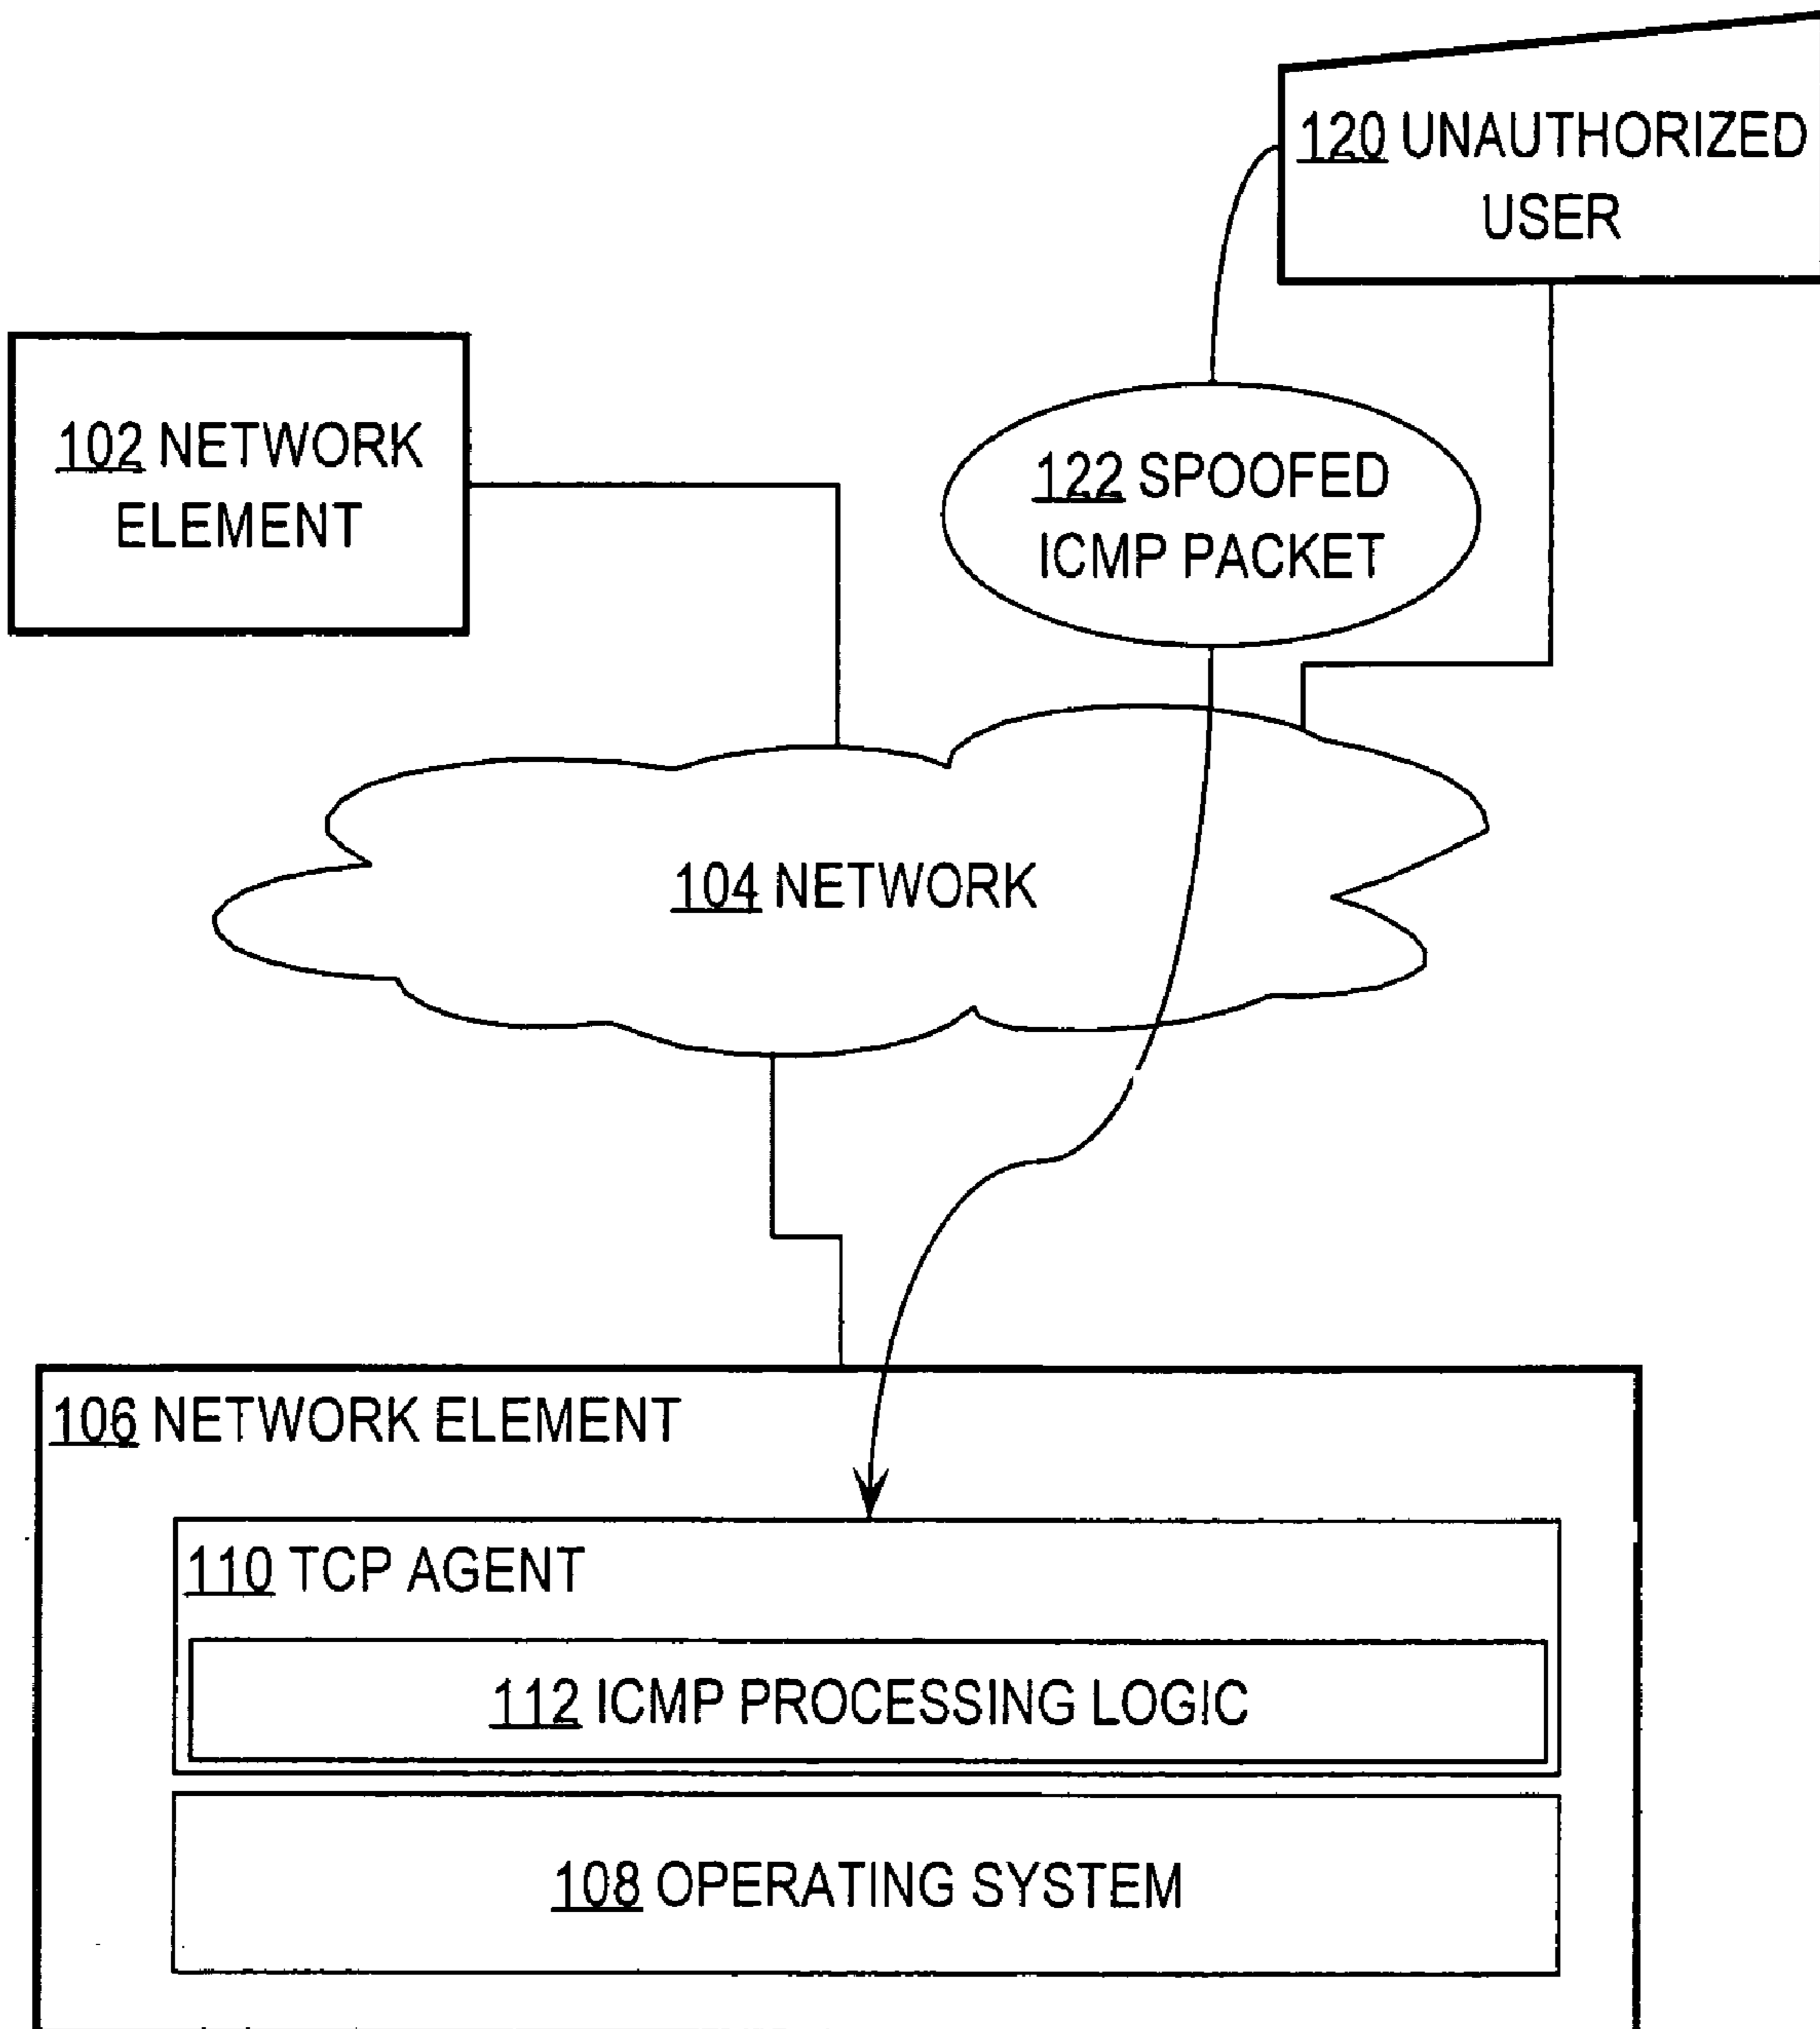 120 UNAUTHORIZED
USER
102 NETWORK
ELEMENT
122 SPOOFED
ICMP PACKET
104 NETWORK
106 NETWORK ELEMENT
110 TCP AGENT
112 ICMP PROCESSING LOGIC
108 OPERATING SYSTEM